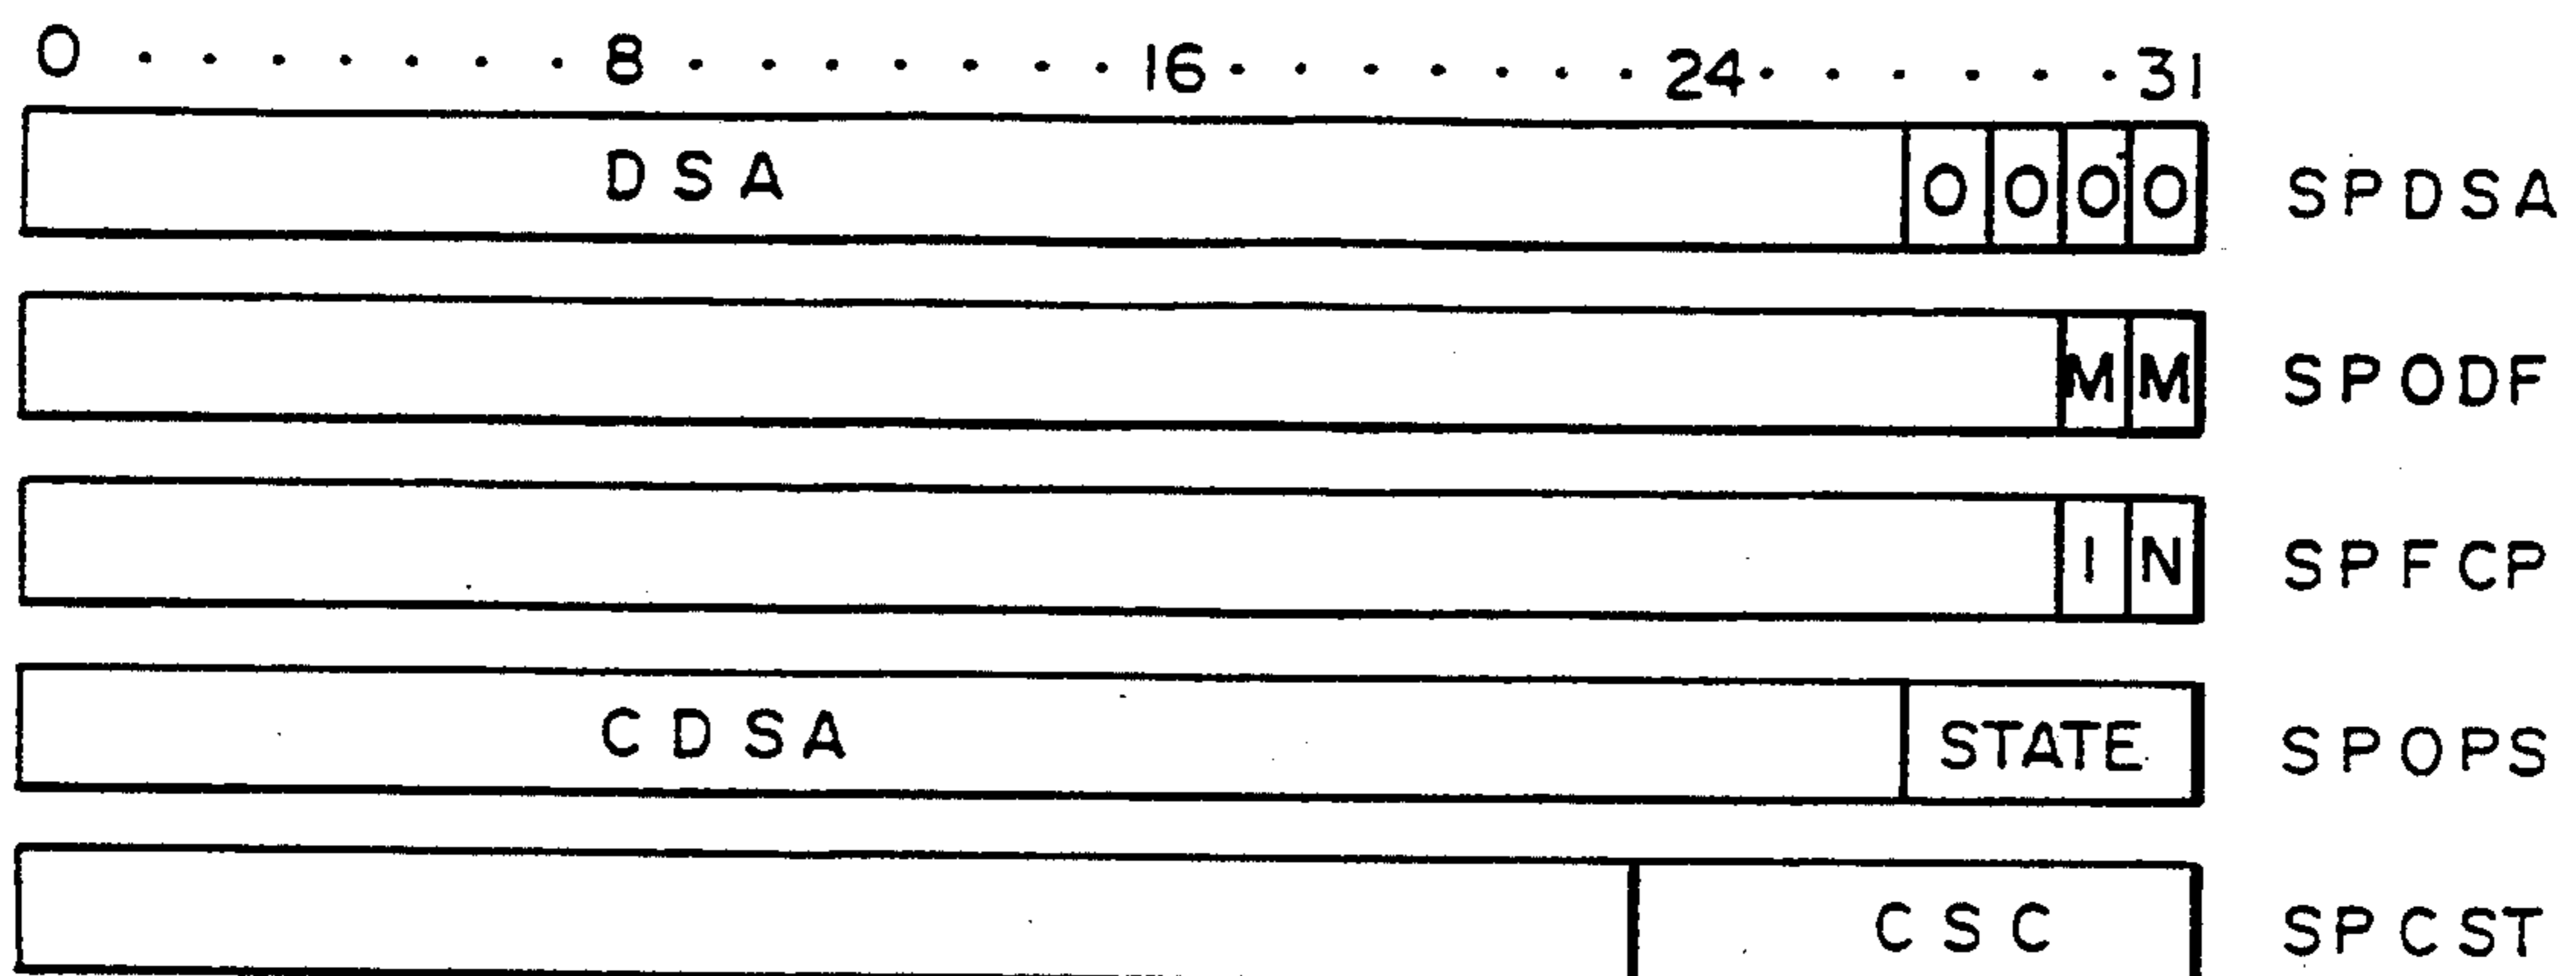 0 . . . . . . . 8 . . . . . . . 16 . . . . . . . 24 . . . . . . 31
DSA 0 0 0 0 SPDSA
M M SPODF
I N SPFCP
CDSA STATE SPOPS
CSC SPCST